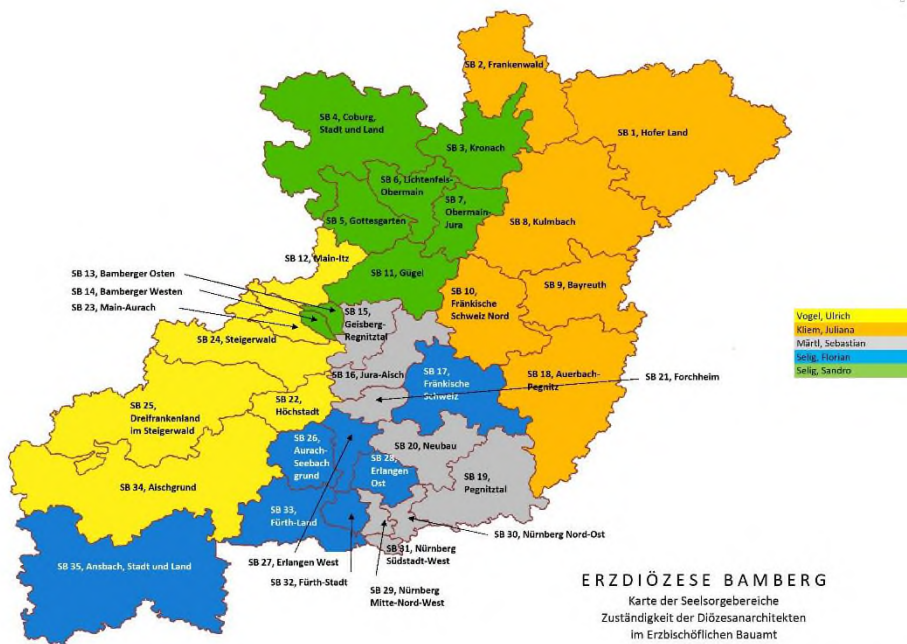 SB 2, Frankenwald
SB 1, Hofer Land
SB 4, Coburg,
Stadt und Land
SB 3, Kronach
SB 6, Lichtenfels-
Obermain
SB 7,
Obermain-
Jura
SB 5, Gottesgarten
SB 8, Kulmbach
SB 12, Main-Itz
SB 13, Bamberger Osten
SB 14, Bamberger Westen
SB 23, Main-Aurach
SB 11, Gügel
SB 10,
Fränkische
Schweiz Nord
SB 9, Bayreuth
SB 15,
Geisberg-
Regnitztal
SB 24, Steigerwald
Vogel, Ulrich
Kliem, Juliana
Märtl, Sebastian
Selig, Florian
Selig, Sandro
SB 16, Jura-Aisch
SB 17,
Fränkische
Schweiz
SB 18, Auerbach-
Pegnitz
SB 21, Forchheim
SB 25,
Dreifrankenland
im Steigerwald
SB 22,
Höchstadt
SB 26,
Aurach-
Seebach
grund
SB 20, Neubau
SB 28,
Erlangen
Ost
SB 19,
Pegnitztal
SB 34, Aischgrund
SB 33,
Fürth-Land
SB 30, Nürnberg Nord-Ost
SB 31, Nürnberg
Südstadt-West
SB 27, Erlangen West
SB 32, Fürth-Stadt
SB 29, Nürnberg
Mitte-Nord-West
SB 35, Ansbach, Stadt und Land
ERZDIÖZESE BAMBERG
Karte der Seelsorgebereiche
Zuständigkeit der Diözesanarchitekten
im Erzbischöflichen Bauamt